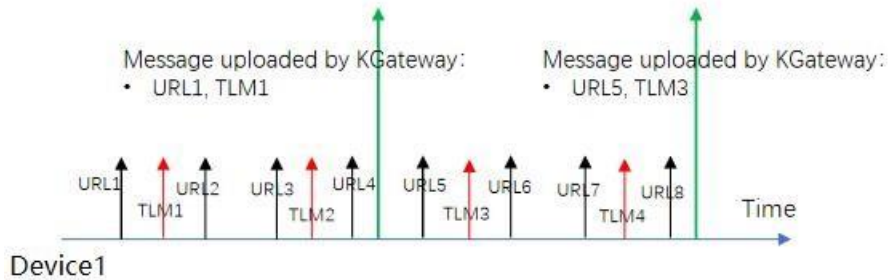 Message uploaded by KGateway:
• URL1, TLM1
Message uploaded by KGateway:
• URL5, TLM3
URL1
TLM1
URL2
URL3
TLM2
URL4
URL5
TLM3
URL6
URL7
TLM4
URL8
Time
Device1